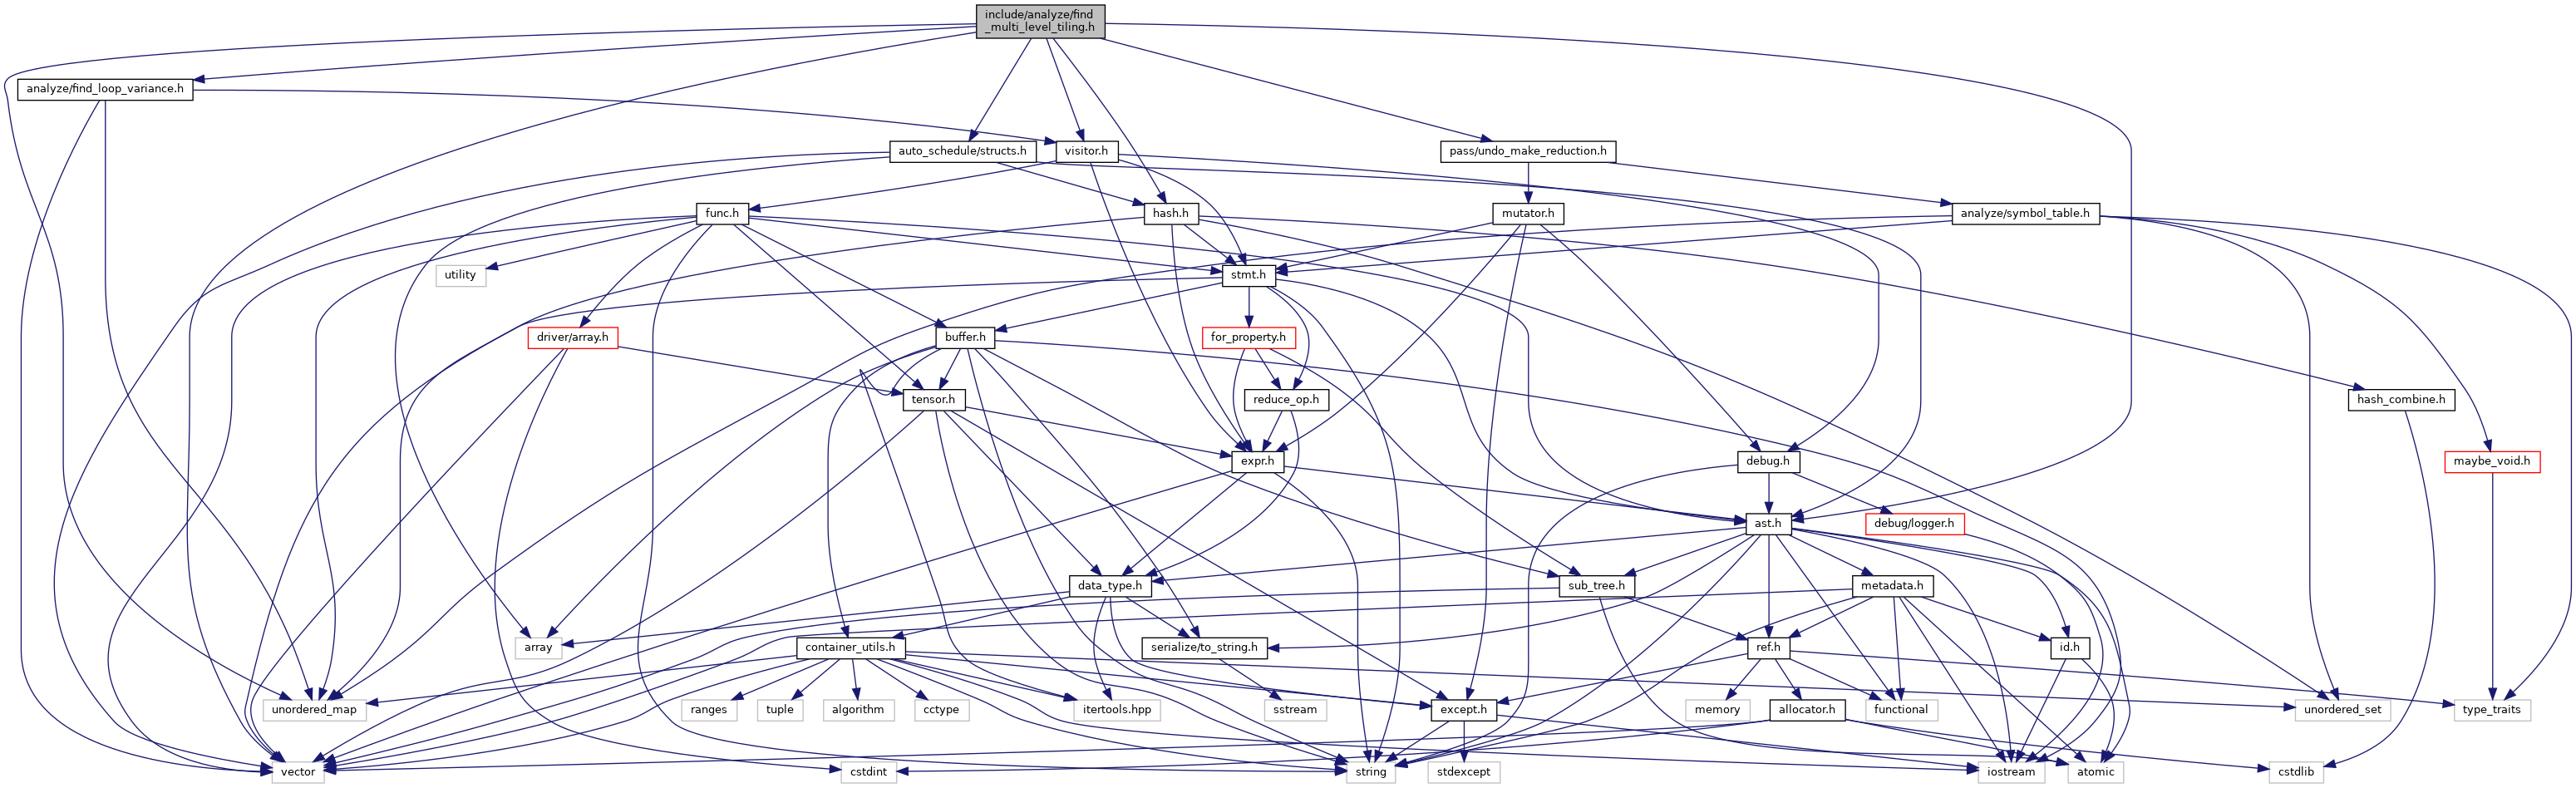 include/analyze/find
_multi_level_tiling.h
analyze/find_loop_variance.h
auto_schedule/structs.h
visitor.h
pass/undo_make_reduction.h
func.h
hash.h
mutator.h
analyze/symbol_table.h
utility
stmt.h
driver/array.h
buffer.h
for_property.h
tensor.h
reduce_op.h
hash_combine.h
expr.h
debug.h
maybe_void.h
ast.h
debug/logger.h
data_type.h
sub_tree.h
metadata.h
array
container_utils.h
serialize/to_string.h
ref.h
id.h
unordered_map
ranges
tuple
algorithm
cctype
itertools.hpp
sstream
except.h
memory
allocator.h
functional
unordered_set
type_traits
vector
cstdint
string
stdexcept
iostream
atomic
cstdlib